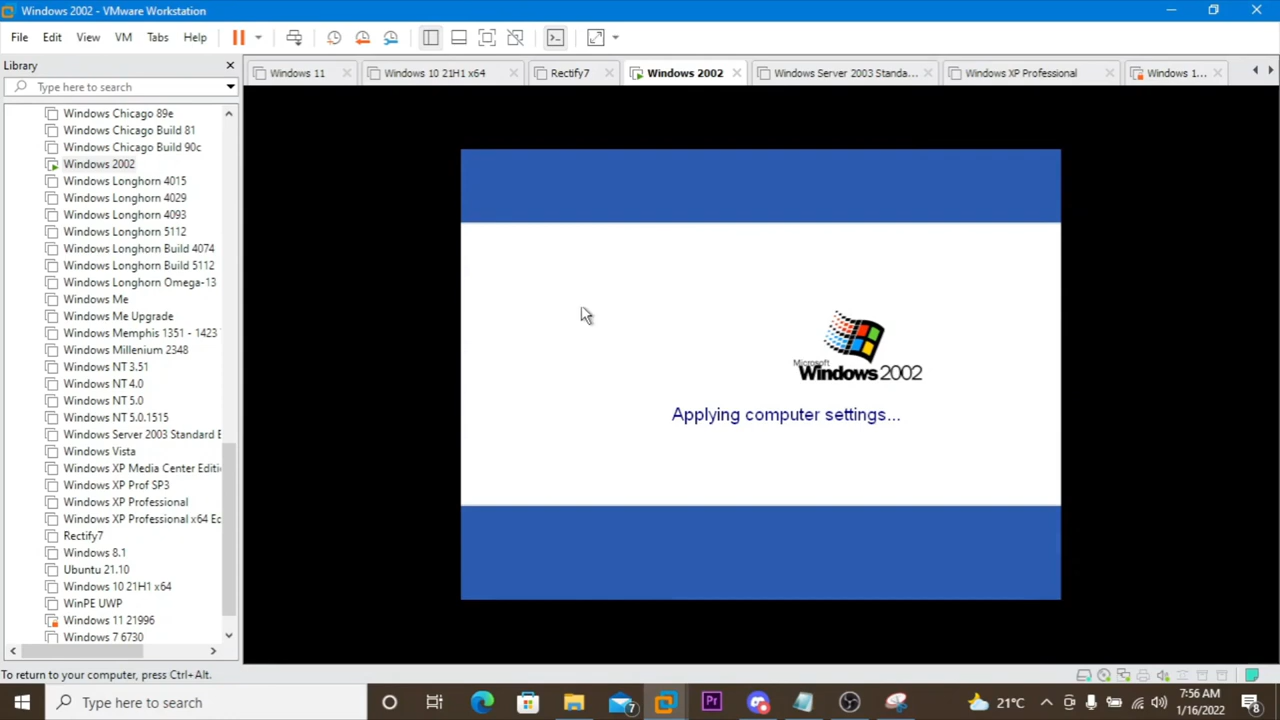 Windows 2002 - VMware Workstation
File Edit View VM Tabs Help
Library
Type here to search
Windows 11
Windows 10 21H1 x64
Rectify7
Windows 2002
Windows Server 2003 Standa...
Windows XP Professional
Windows 1...
Windows Chicago 89e
Windows Chicago Build 81
Windows Chicago Build 90c
Windows 2002
Windows Longhorn 4015
Windows Longhorn 4029
Windows Longhorn 4093
Windows Longhorn 5112
Windows Longhorn Build 4074
Windows Longhorn Build 5112
Windows Longhorn Omega-13
Windows Me
Windows Me Upgrade
Windows Memphis 1351 - 1423
Windows Millenium 2348
Windows NT 3.51
Windows NT 4.0
Windows NT 5.0
Windows NT 5.0.1515
Windows Server 2003 Standard E
Windows Vista
Windows XP Media Center Editi
Windows XP Prof SP3
Windows XP Professional
Windows XP Professional x64 Ec
Rectify7
Windows 8.1
Ubuntu 21.10
Windows 10 21H1 x64
WinPE UWP
Windows 11 21996
Windows 7 6730
Microsoft
Windows 2002
Applying computer settings...
To return to your computer, press Ctrl+Alt.
Type here to search
7
Pr
21°C
7:56 AM
1/16/2022
8